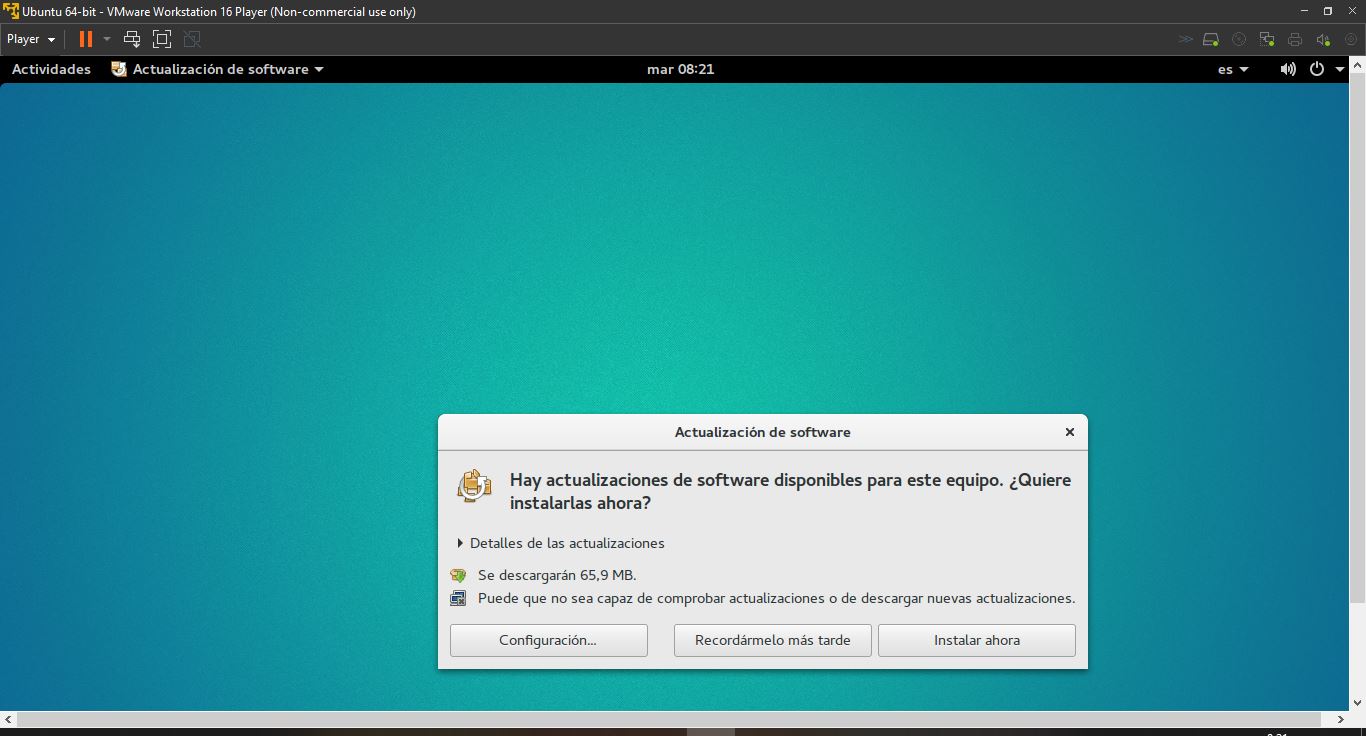 Ubuntu 64-bit - VMware Workstation 16 Player (Non-commercial use only)
Player
Actividades Actualización de software mar 08:21 es
Actualización de software
Hay actualizaciones de software disponibles para este equipo. ¿Quiere
instalarlas ahora?
Detalles de las actualizaciones
Se descargarán 65,9 MB.
Puede que no sea capaz de comprobar actualizaciones o de descargar nuevas actualizaciones.
Configuración... Recordármelo más tarde Instalar ahora